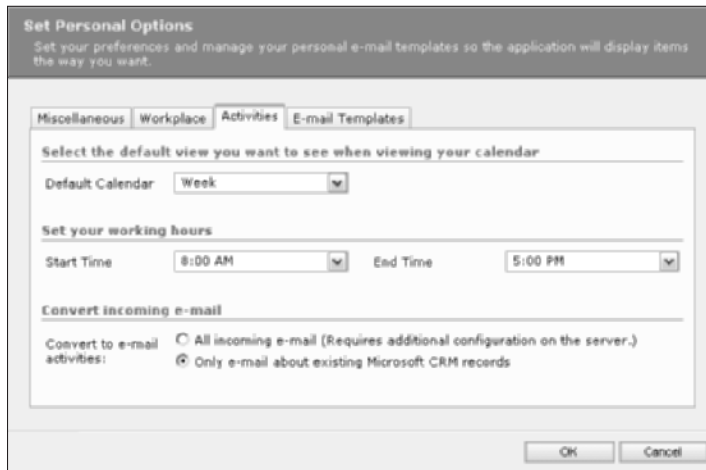 Set Personal Options
Set your preferences and manage your personal e-mail templates so the application will display items
the way you want.
Miscellaneous Workplace Activities E-mail Templates
Select the default view you want to see when viewing your calendar
Default Calendar Week
Set your working hours
Start Time 8:00 AM End Time 5:00 PM
Convert incoming e-mail
Convert to e-mail activities:
All incoming e-mail (Requires additional configuration on the server.)
Only e-mail about existing Microsoft CRM records
OK Cancel